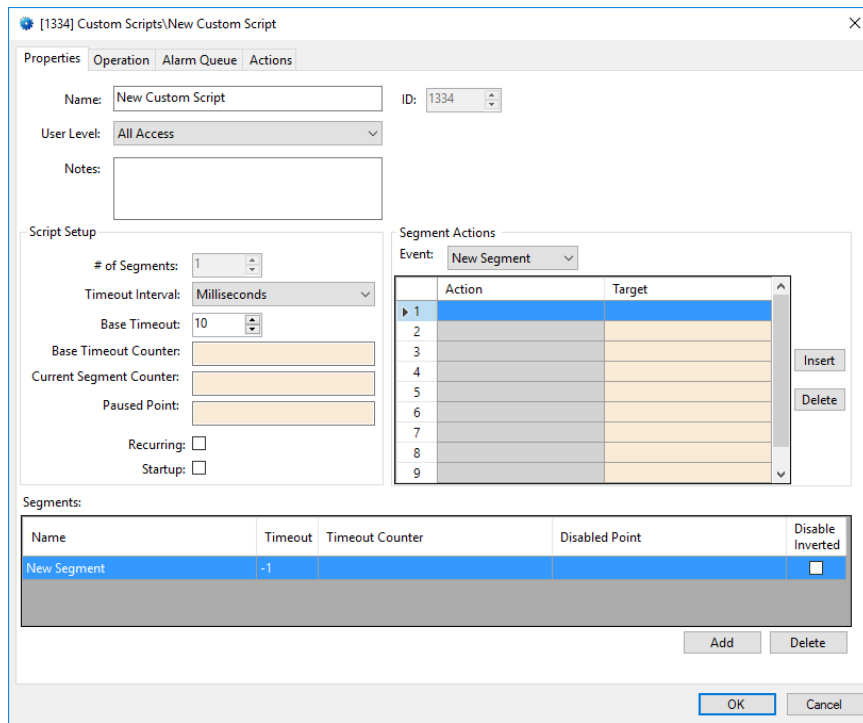 [1334] Custom Scripts\New Custom Script
Properties Operation Alarm Queue Actions
Name: New Custom Script ID: 1334
User Level: All Access
Notes:
Script Setup
# of Segments: 1
Timeout Interval: Milliseconds
Base Timeout: 10
Base Timeout Counter:
Current Segment Counter:
Paused Point:
Recurring:
Startup:
Segment Actions
Event: New Segment
Action Target
1
2
3
4
5
6
7
8
9
Insert
Delete
Segments:
Name Timeout Timeout Counter Disabled Point Disable
Inverted
New Segment -1
Add Delete
OK Cancel